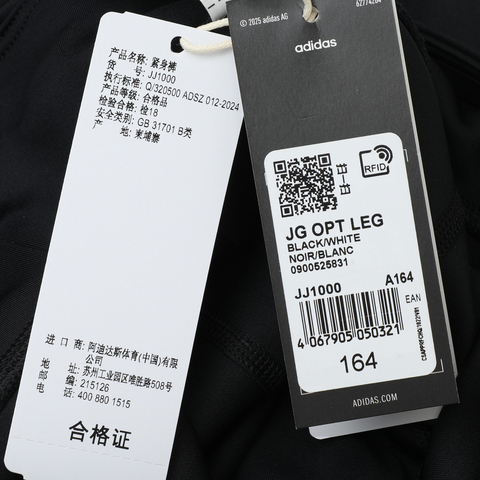 产品名称: 紧身裤
货 号: JJ1000
执行标准: Q/320500 ADSZ 012-2024
产品等级: 合格品
检验合格: 检18
安全类别: GB 31701 B类
产 地: 柬埔寨
进 口 商: 阿迪达斯体育(中国)有限
公司
地 址: 苏州工业园区唯胜路508号
邮 编: 215126
电 话: 400 880 1515
合格证
© 2025 adidas AG
62774204
adidas
RFID
JG OPT LEG
BLACK/WHITE
NOIR/BLANC
0900525831
JJ1000 A164
EAN
4 067905 050321
164
ADIDAS.COM